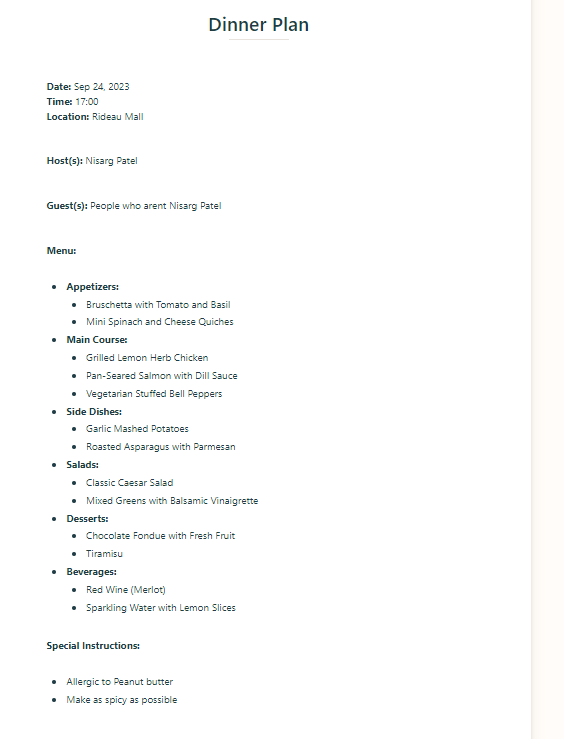 Dinner Plan
Date: Sep 24, 2023
Time: 17:00
Location: Rideau Mall
Host(s): Nisarg Patel
Guest(s): People who arent Nisarg Patel
Menu:
Appetizers:
Bruschetta with Tomato and Basil
Mini Spinach and Cheese Quiches
Main Course:
Grilled Lemon Herb Chicken
Pan-Seared Salmon with Dill Sauce
Vegetarian Stuffed Bell Peppers
Side Dishes:
Garlic Mashed Potatoes
Roasted Asparagus with Parmesan
Salads:
Classic Caesar Salad
Mixed Greens with Balsamic Vinaigrette
Desserts:
Chocolate Fondue with Fresh Fruit
Tiramisu
Beverages:
Red Wine (Merlot)
Sparkling Water with Lemon Slices
Special Instructions:
Allergic to Peanut butter
Make as spicy as possible